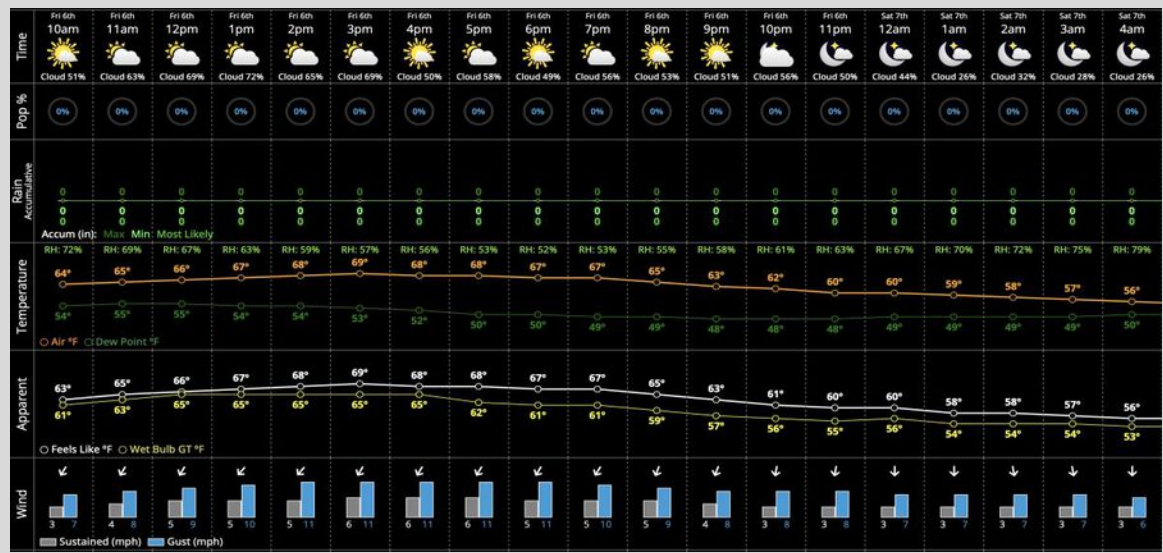 Fri 6th Fri 6th Fri 6th Fri 6th Fri 6th Fri 6th Fri 6th Fri 6th Fri 6th Fri 6th Fri 6th Fri 6th Fri 6th Fri 6th Sat 7th Sat 7th Sat 7th Sat 7th Sat 7th
Time 10am 11am 12pm 1pm 2pm 3pm 4pm 5pm 6pm 7pm 8pm 9pm 10pm 11pm 12am 1am 2am 3am 4am
Cloud 51% Cloud 63% Cloud 69% Cloud 72% Cloud 65% Cloud 69% Cloud 50% Cloud 58% Cloud 49% Cloud 56% Cloud 53% Cloud 51% Cloud 56% Cloud 50% Cloud 44% Cloud 26% Cloud 32% Cloud 28% Cloud 26%
Pop % 0% 0% 0% 0% 0% 0% 0% 0% 0% 0% 0% 0% 0% 0% 0% 0% 0% 0% 0%
Rain
Accumulative
0 0 0 0 0 0 0 0 0 0 0 0 0 0 0 0 0 0 0
0 0 0 0 0 0 0 0 0 0 0 0 0 0 0 0 0 0 0
0 0 0 0 0 0 0 0 0 0 0 0 0 0 0 0 0 0 0
Accum (in): Max Min Most Likely
Temperature
RH: 72% RH: 69% RH: 67% RH: 63% RH: 59% RH: 57% RH: 56% RH: 53% RH: 52% RH: 53% RH: 55% RH: 58% RH: 61% RH: 63% RH: 67% RH: 70% RH: 72% RH: 75% RH: 79%
64° 65° 66° 67° 68° 69° 68° 68° 67° 67° 65° 63° 62° 60° 60° 59° 58° 57° 56°
54° 55° 55° 54° 54° 53° 52° 50° 50° 49° 49° 48° 48° 48° 49° 49° 49° 49° 50°
Air °F Dew Point °F
Apparent
63° 65° 66° 67° 68° 69° 68° 68° 67° 67° 65° 63° 61° 60° 60° 58° 58° 57° 56°
61° 63° 65° 65° 65° 65° 65° 62° 61° 61° 59° 57° 56° 55° 56° 54° 54° 54° 53°
Feels Like °F Wet Bulb GT °F
Wind
3 7 4 8 5 9 5 10 5 11 6 11 6 11 6 11 5 11 5 10 5 9 4 8 3 8 3 8 3 7 3 7 3 7 3 7 3 6
Sustained (mph) Gust (mph)